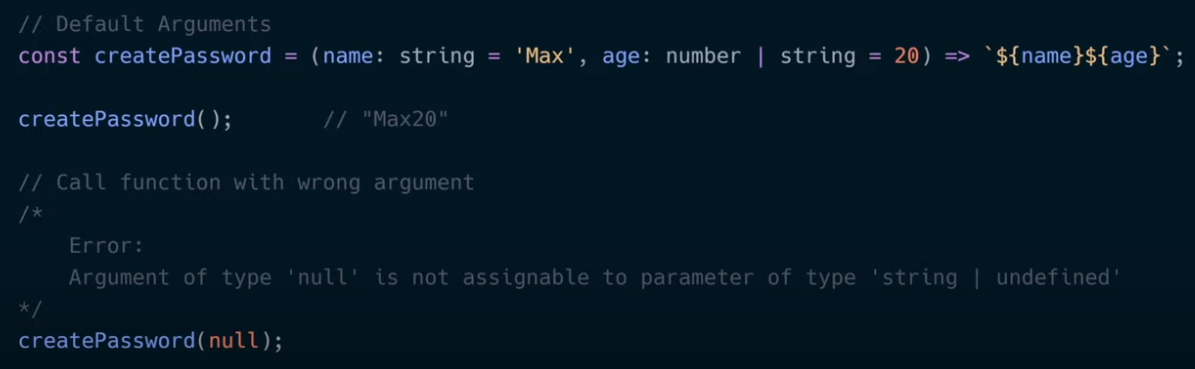 // Default Arguments
const createPassword = (name: string = 'Max', age: number | string = 20) => `${name}${age}`;
createPassword();       // "Max20"
// Call function with wrong argument
/*
    Error:
    Argument of type 'null' is not assignable to parameter of type 'string | undefined'
*/
createPassword(null);